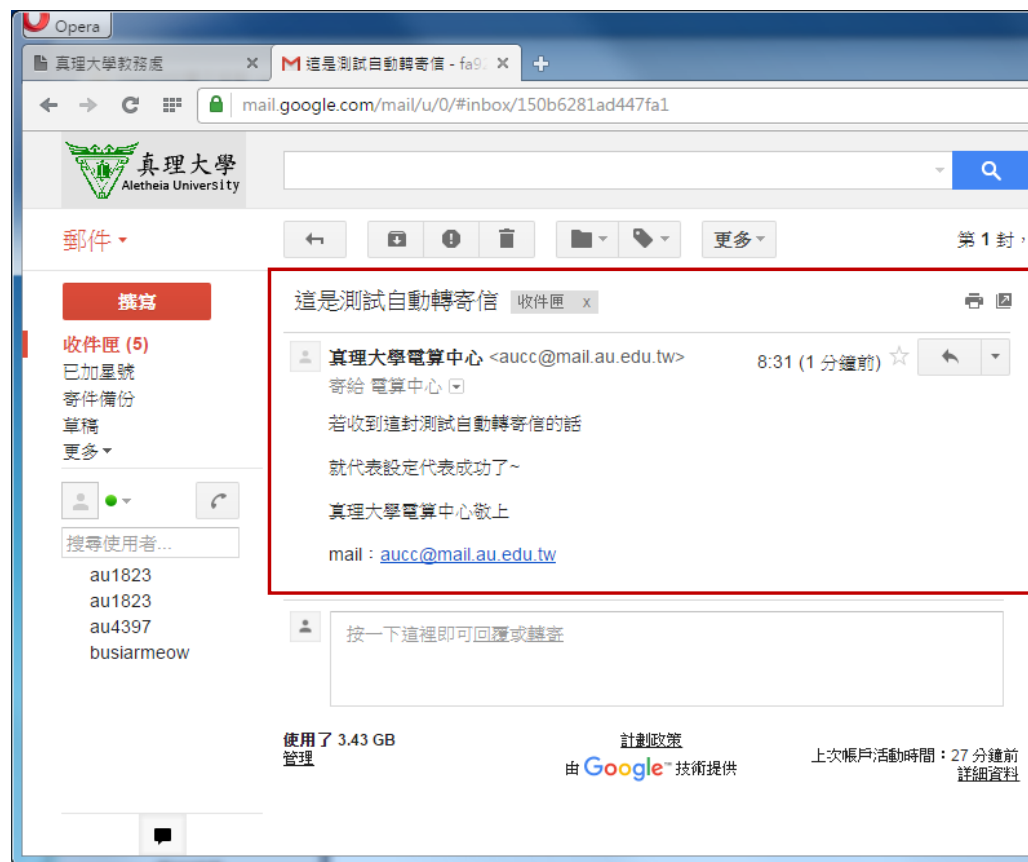 Opera
真理大學教務處
這是測試自動轉寄信 - fa92
mail.google.com/mail/u/0/#inbox/150b6281ad447fa1
真理大學
Aletheia University
郵件
更多
第 1 封，
撰寫
這是測試自動轉寄信 收件匣 x
收件匣 (5)
已加星號
寄件備份
草稿
更多
真理大學電算中心 <aucc@mail.au.edu.tw>
8:31 (1 分鐘前)
寄給 電算中心
若收到這封測試自動轉寄信的話
就代表設定代表成功了~
真理大學電算中心敬上
mail：aucc@mail.au.edu.tw
搜尋使用者...
au1823
au1823
au4397
busiarmeow
按一下這裡即可回覆或轉寄
使用了 3.43 GB
管理
計劃政策
由 Google™ 技術提供
上次帳戶活動時間：27 分鐘前
詳細資料